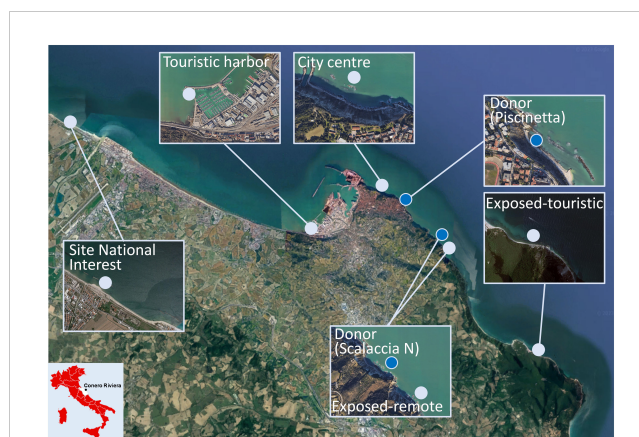 Touristic harbor
City centre
Donor
(Piscinetta)
Exposed-touristic
Site National
Interest
Donor
(Scalaccia N)
Exposed-remote
Conero Riviera